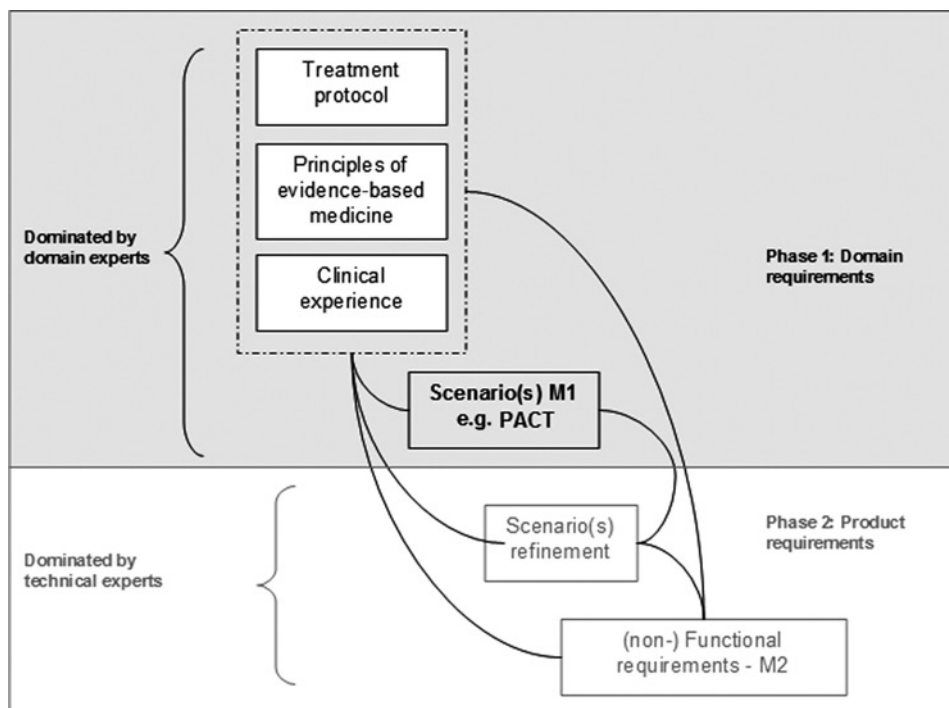 Treatment
protocol
Principles of
evidence-based
medicine
Clinical
experience
Dominated by
domain experts
Phase 1: Domain
requirements
Scenario(s) M1
e.g. PACT
Scenario(s)
refinement
Phase 2: Product
requirements
Dominated by
technical experts
(non-) Functional
requirements - M2